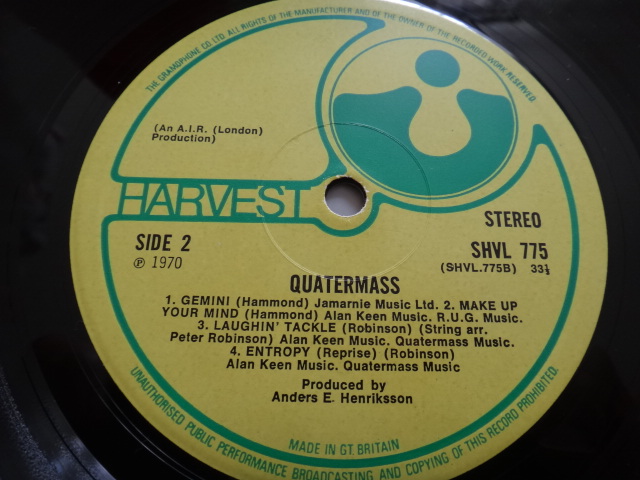 THE GRAMOPHONE CO. LTD. ALL RIGHTS OF THE MANUFACTURER AND OF THE OWNER OF THE RECORDED WORK RESERVED
(An A.I.R. (London)
Production)
HARVEST
STEREO
SIDE 2
SHVL 775
℗ 1970
(SHVL.775B) 33⅓
QUATERMASS
1. GEMINI (Hammond) Jamarnie Music Ltd. 2. MAKE UP
YOUR MIND (Hammond) Alan Keen Music. R.U.G. Music.
3. LAUGHIN' TACKLE (Robinson) (String arr.
Peter Robinson) Alan Keen Music. Quatermass Music.
4. ENTROPY (Reprise) (Robinson)
Alan Keen Music. Quatermass Music
Produced by
Anders E. Henriksson
MADE IN GT. BRITAIN
UNAUTHORISED PUBLIC PERFORMANCE BROADCASTING AND COPYING OF THIS RECORD PROHIBITED.